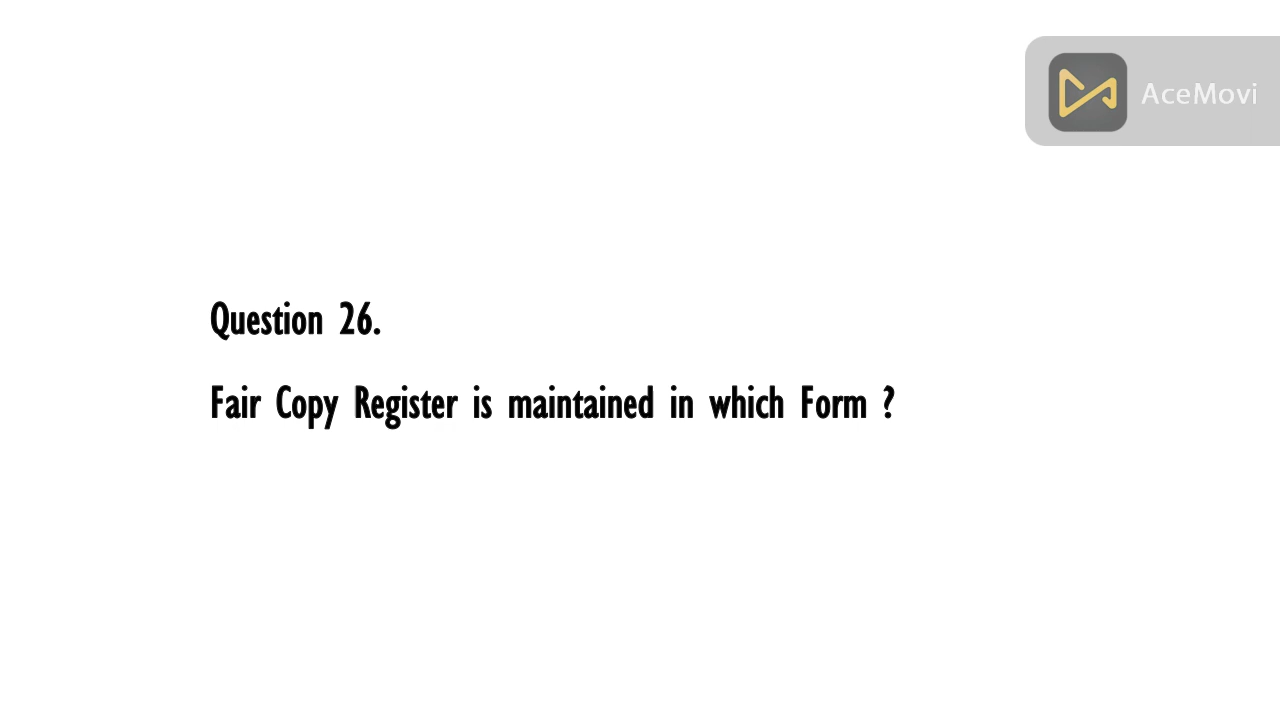 AceMovi
Question 26.
Fair Copy Register is maintained in which Form ?